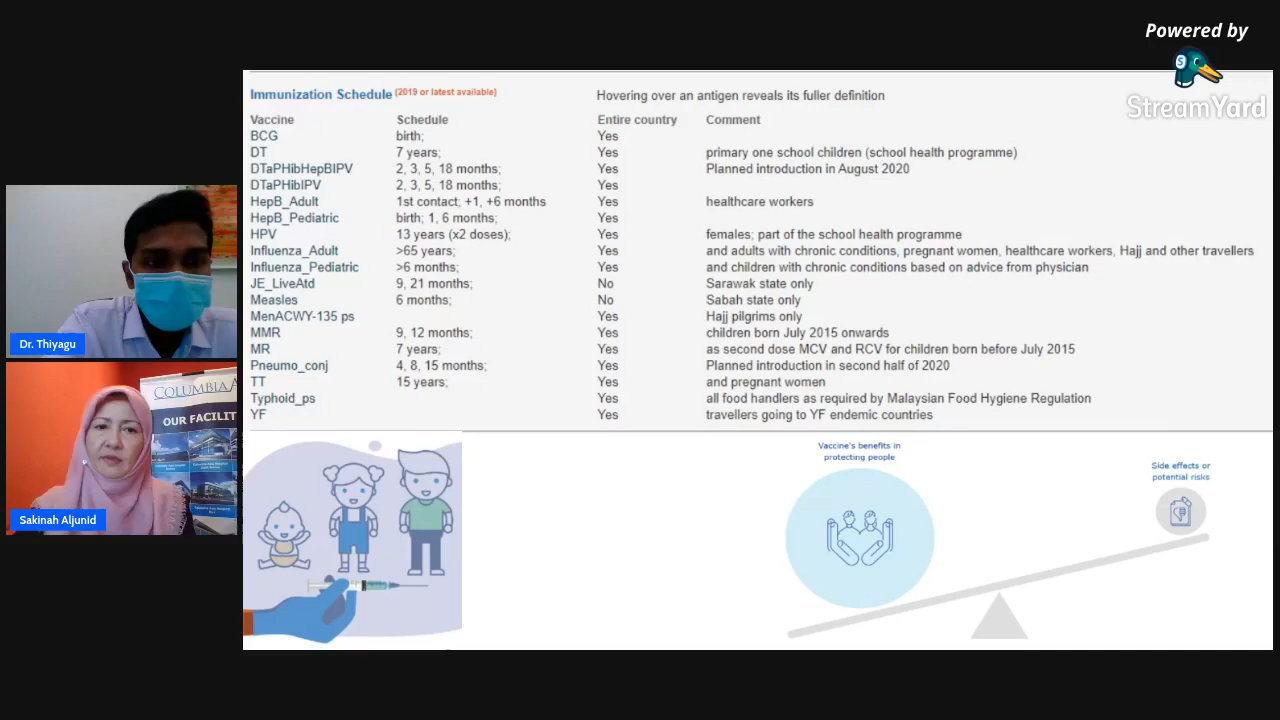 Powered by
StreamYard
Immunization Schedule (2019 or latest available) Hovering over an antigen reveals its fuller definition
Vaccine Schedule Entire country Comment
BCG birth; Yes
DT 7 years; Yes primary one school children (school health programme)
DTaPHibHepBIPV 2, 3, 5, 18 months; Yes Planned introduction in August 2020
DTaPHibIPV 2, 3, 5, 18 months; Yes
HepB_Adult 1st contact; +1, +6 months Yes healthcare workers
HepB_Pediatric birth; 1, 6 months; Yes
HPV 13 years (x2 doses); Yes females; part of the school health programme
Influenza_Adult >65 years; Yes and adults with chronic conditions, pregnant women, healthcare workers, Hajj and other travellers
Influenza_Pediatric >6 months; Yes and children with chronic conditions based on advice from physician
JE_LiveAtd 9, 21 months; No Sarawak state only
Measles 6 months; No Sabah state only
MenACWY-135 ps Yes Hajj pilgrims only
MMR 9, 12 months; Yes children born July 2015 onwards
MR 7 years; Yes as second dose MCV and RCV for children born before July 2015
Pneumo_conj 4, 8, 15 months; Yes Planned introduction in second half of 2020
TT 15 years; Yes and pregnant women
Typhoid_ps Yes all food handlers as required by Malaysian Food Hygiene Regulation
YF Yes travellers going to YF endemic countries
Vaccine's benefits in
protecting people
Side effects or
potential risks
Dr. Thiyagu
COLUMBIA A
OUR FACILIT
Sakinah Aljunid